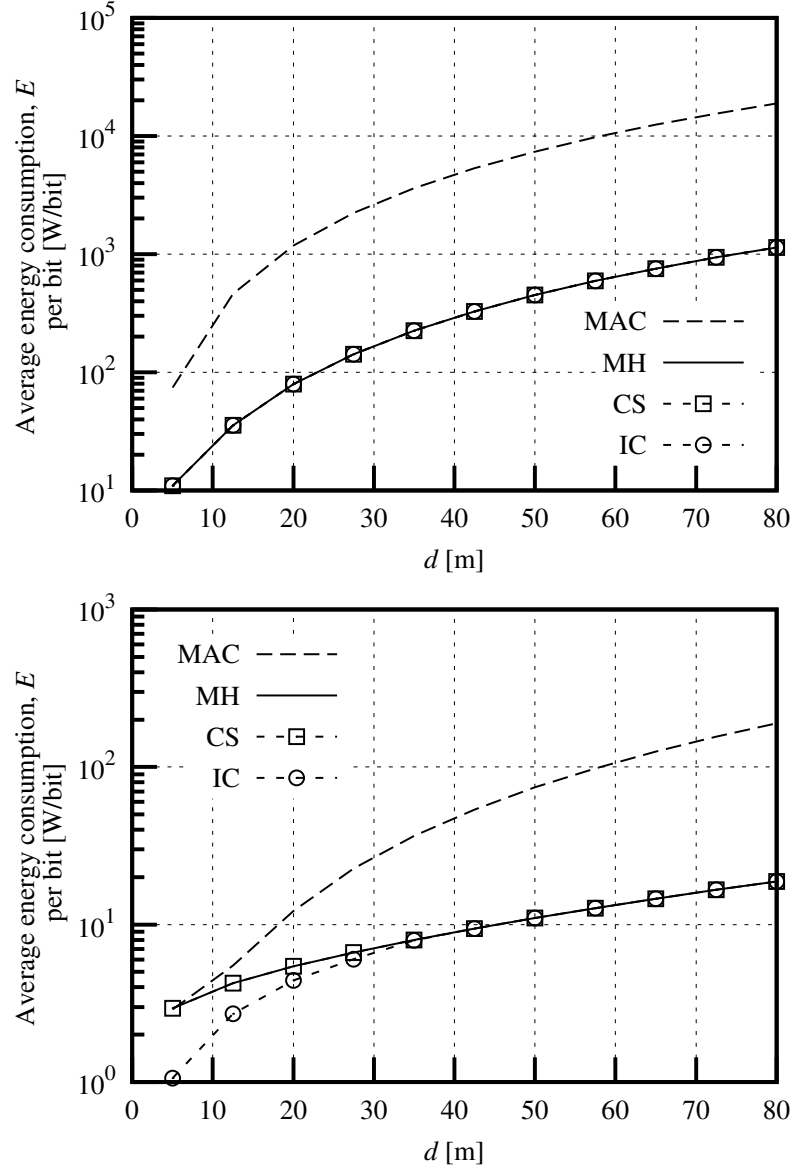 10^5
10^4
10^3
10^2
10^1
Average energy consumption, E
per bit [W/bit]
MAC
MH
CS
IC
0 10 20 30 40 50 60 70 80
d [m]
10^3
10^2
10^1
10^0
Average energy consumption, E
per bit [W/bit]
MAC
MH
CS
IC
0 10 20 30 40 50 60 70 80
d [m]